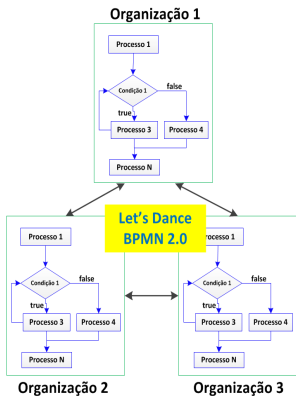 Organização 1
Processo 1
Condição 1
false
true
Processo 3
Processo 4
Processo N
Let's Dance
BPMN 2.0
Processo 1
Condição 1
false
true
Processo 3
Processo 4
Processo N
Organização 2
Processo 1
Condição 1
false
true
Processo 3
Processo 4
Processo N
Organização 3